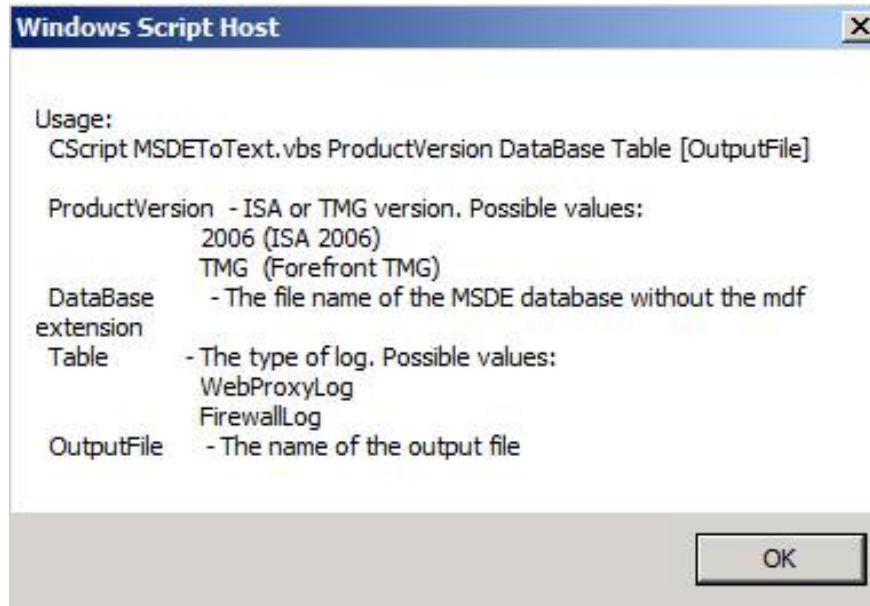 Windows Script Host
Usage:
CScript MSDEToText.vbs ProductVersion DataBase Table [OutputFile]
ProductVersion - ISA or TMG version. Possible values:
2006 (ISA 2006)
TMG (Forefront TMG)
DataBase - The file name of the MSDE database without the mdf
extension
Table - The type of log. Possible values:
WebProxyLog
FirewallLog
OutputFile - The name of the output file
OK